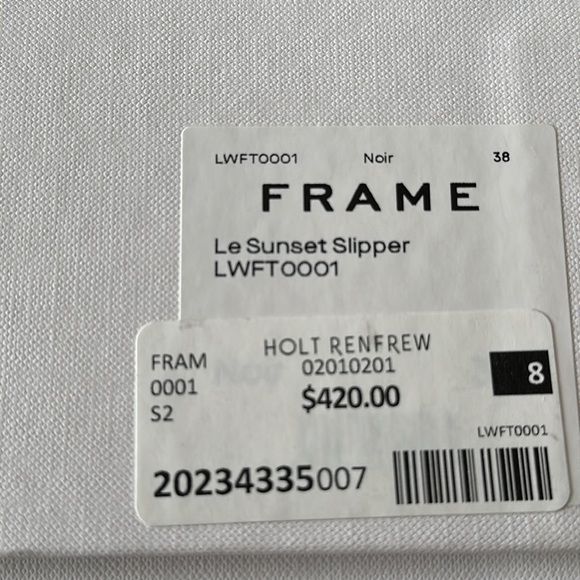 LWFT0001 Noir 38
FRAME
Le Sunset Slipper
LWFT0001
HOLT RENFREW
FRAM 02010201
0001 $420.00 8
S2
LWFT0001
20234335007